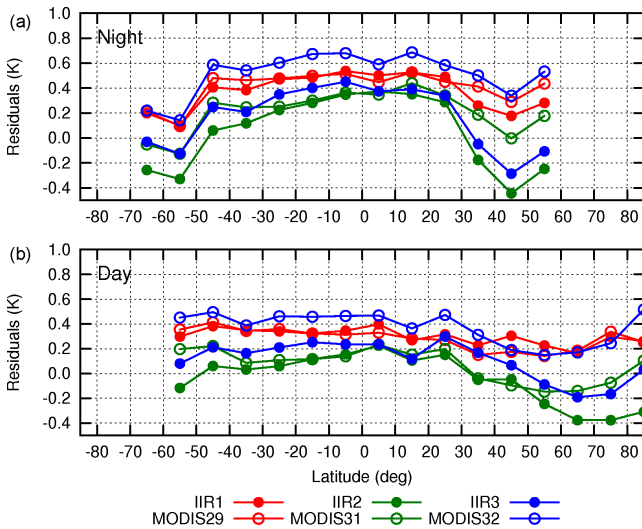 (a)
Night
Residuals (K)
1.0
0.8
0.6
0.4
0.2
0.0
-0.2
-0.4
-80 -70 -60 -50 -40 -30 -20 -10 0 10 20 30 40 50 60 70 80
(b)
Day
Residuals (K)
1.0
0.8
0.6
0.4
0.2
0.0
-0.2
-0.4
-80 -70 -60 -50 -40 -30 -20 -10 0 10 20 30 40 50 60 70 80
Latitude (deg)
IIR1 IIR2 IIR3
MODIS29 MODIS31 MODIS32